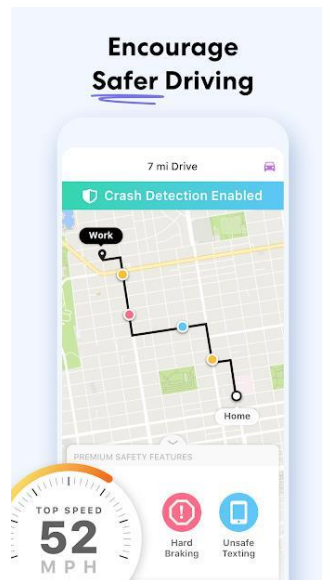 Encourage
Safer Driving
7 mi Drive
Crash Detection Enabled
Work
Home
PREMIUM SAFETY FEATURES
TOP SPEED
52
MPH
Hard
Braking
Unsafe
Texting